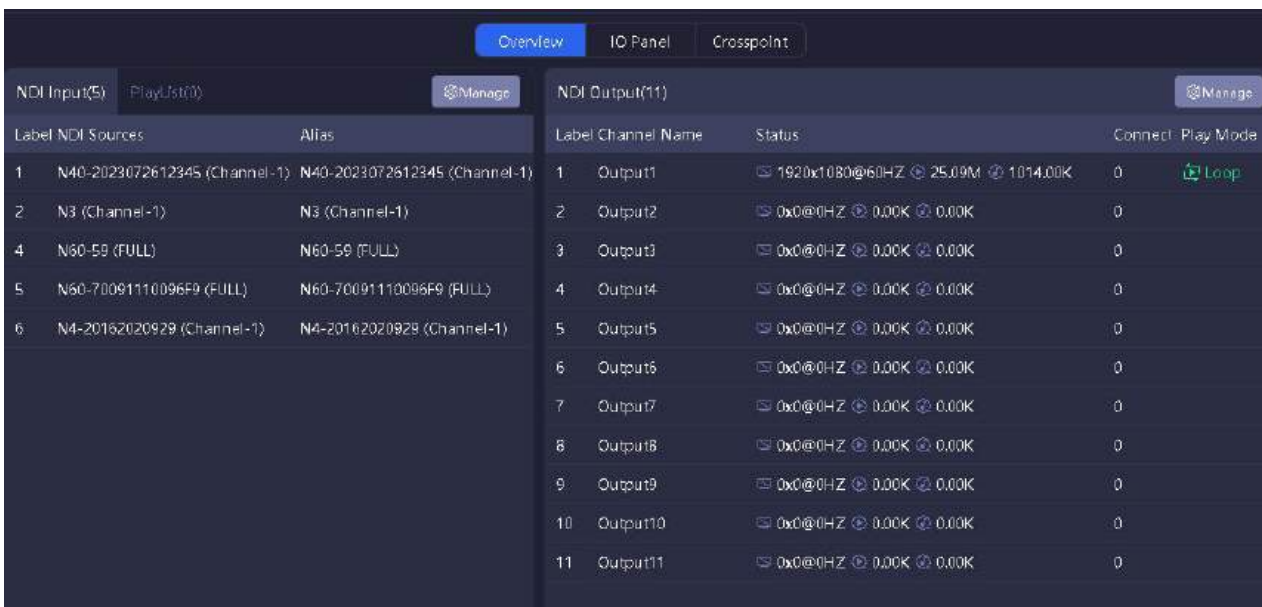 Overview IO Panel Crosspoint
NDI Input(5) PlayList(0) Manage
Label NDI Sources Alias
1 N40-2023072612345 (Channel-1) N40-2023072612345 (Channel-1)
2 N3 (Channel-1) N3 (Channel-1)
4 N60-59 (FULL) N60-59 (FULL)
5 N60-70091110096F9 (FULL) N60-70091110096F9 (FULL)
6 N4-20162020929 (Channel-1) N4-20162020929 (Channel-1)
NDI Output(11) Manage
Label Channel Name Status Connect Play Mode
1 Output1 1920x1080@60HZ 25.09M 1014.00K 0 Loop
2 Output2 0x0@0HZ 0.00K 0.00K 0
3 Output3 0x0@0HZ 0.00K 0.00K 0
4 Output4 0x0@0HZ 0.00K 0.00K 0
5 Output5 0x0@0HZ 0.00K 0.00K 0
6 Output6 0x0@0HZ 0.00K 0.00K 0
7 Output7 0x0@0HZ 0.00K 0.00K 0
8 Output8 0x0@0HZ 0.00K 0.00K 0
9 Output9 0x0@0HZ 0.00K 0.00K 0
10 Output10 0x0@0HZ 0.00K 0.00K 0
11 Output11 0x0@0HZ 0.00K 0.00K 0